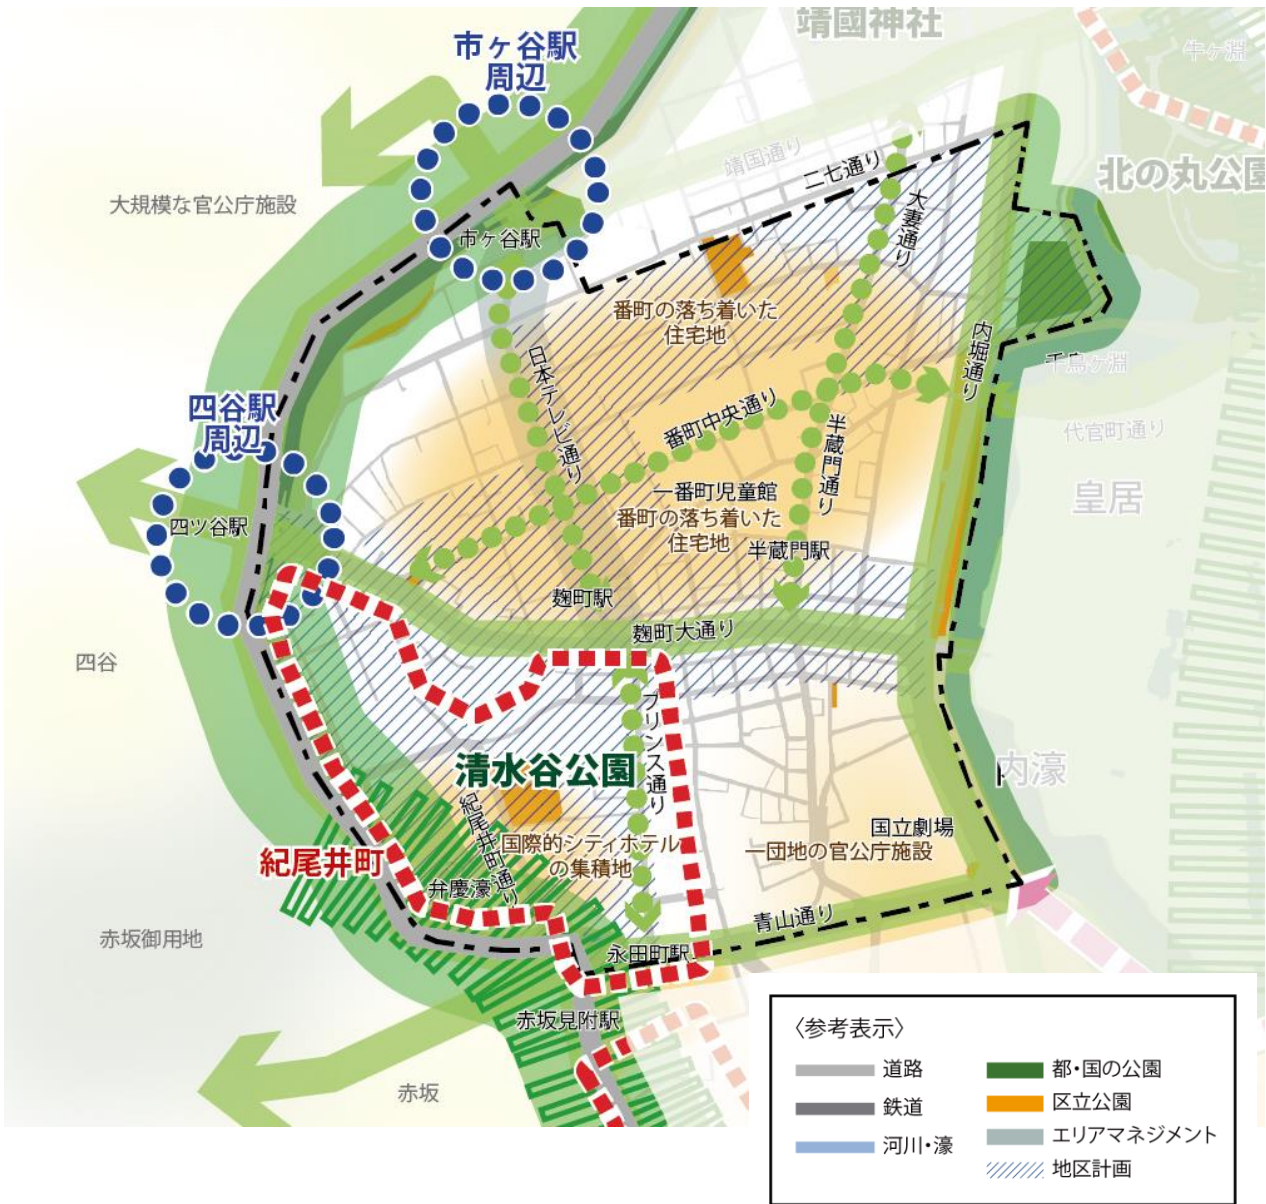 靖國神社
市ヶ谷駅
周辺
牛ヶ淵
靖国通り
二七通り
北の丸公園
大規模な官公庁施設
大妻通り
市ヶ谷駅
番町の落ち着いた
住宅地
内堀通り
日本テレビ通り
千鳥ヶ淵
四谷駅
周辺
番町中央通り
半蔵門通り
代官町通り
一番町児童館
皇居
番町の落ち着いた
住宅地
四ツ谷駅
半蔵門駅
麹町駅
麹町大通り
四谷
プリンス通り
清水谷公園
内濠
紀尾井町通り
国立劇場
国際的シティホテル
の集積地
一団地の官公庁施設
紀尾井町
弁慶濠
青山通り
赤坂御用地
永田町駅
赤坂見附駅
赤坂
〈参考表示〉
道路
都・国の公園
鉄道
区立公園
河川・濠
エリアマネジメント
地区計画